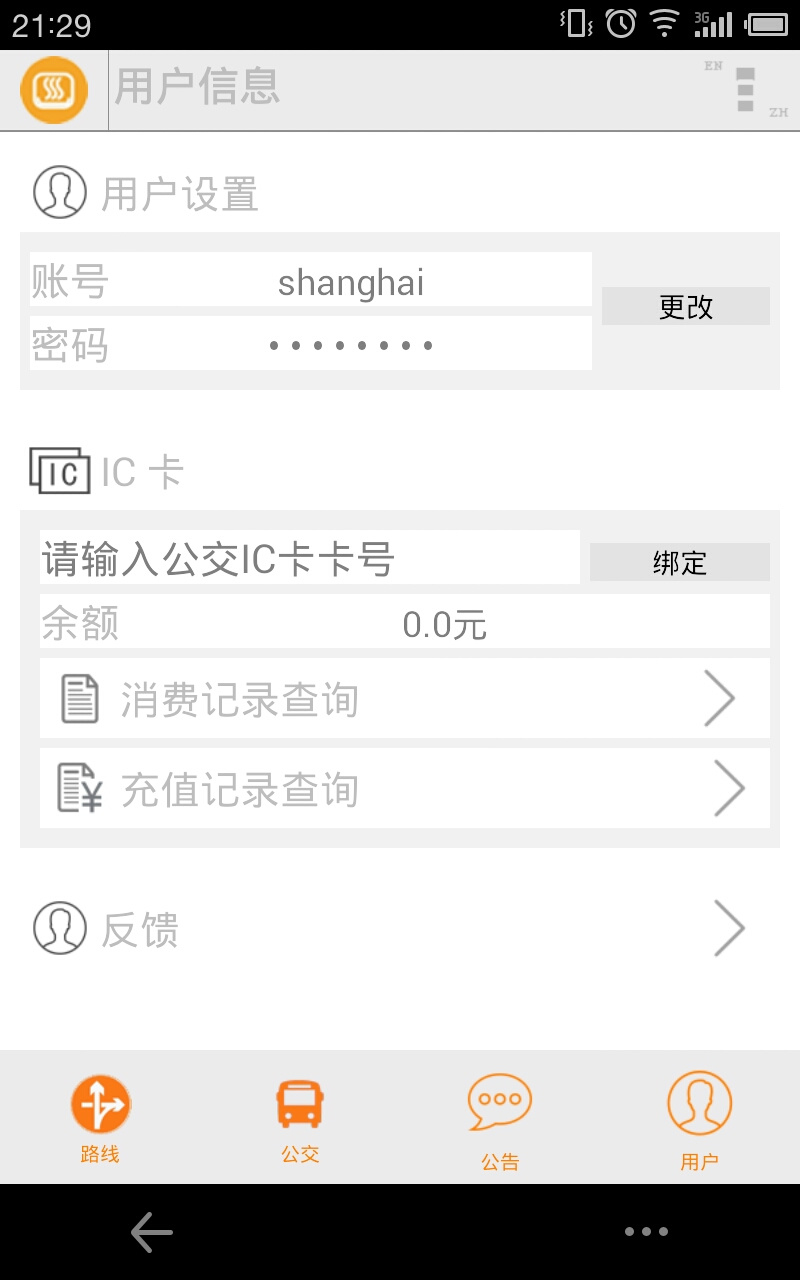 21:29
3G
用户信息
EN
ZH
用户设置
账号 shanghai
更改
密码 ••••••••
IC IC 卡
请输入公交IC卡卡号 绑定
余额 0.0元
消费记录查询
充值记录查询
反馈
路线 公交 公告 用户